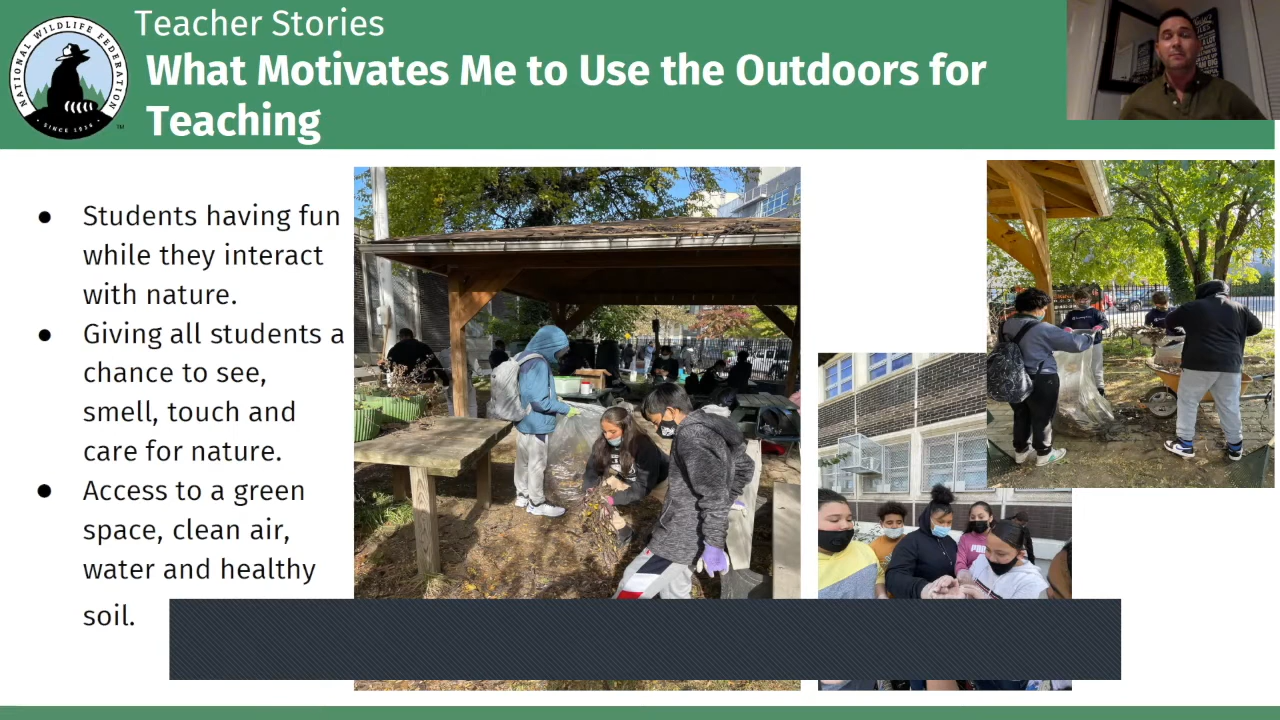 Teacher Stories
What Motivates Me to Use the Outdoors for
Teaching
NATIONAL WILDLIFE FEDERATION
• SINCE 1936 •
TM
• Students having fun
while they interact
with nature.
• Giving all students a
chance to see,
smell, touch and
care for nature.
• Access to a green
space, clean air,
water and healthy
soil.